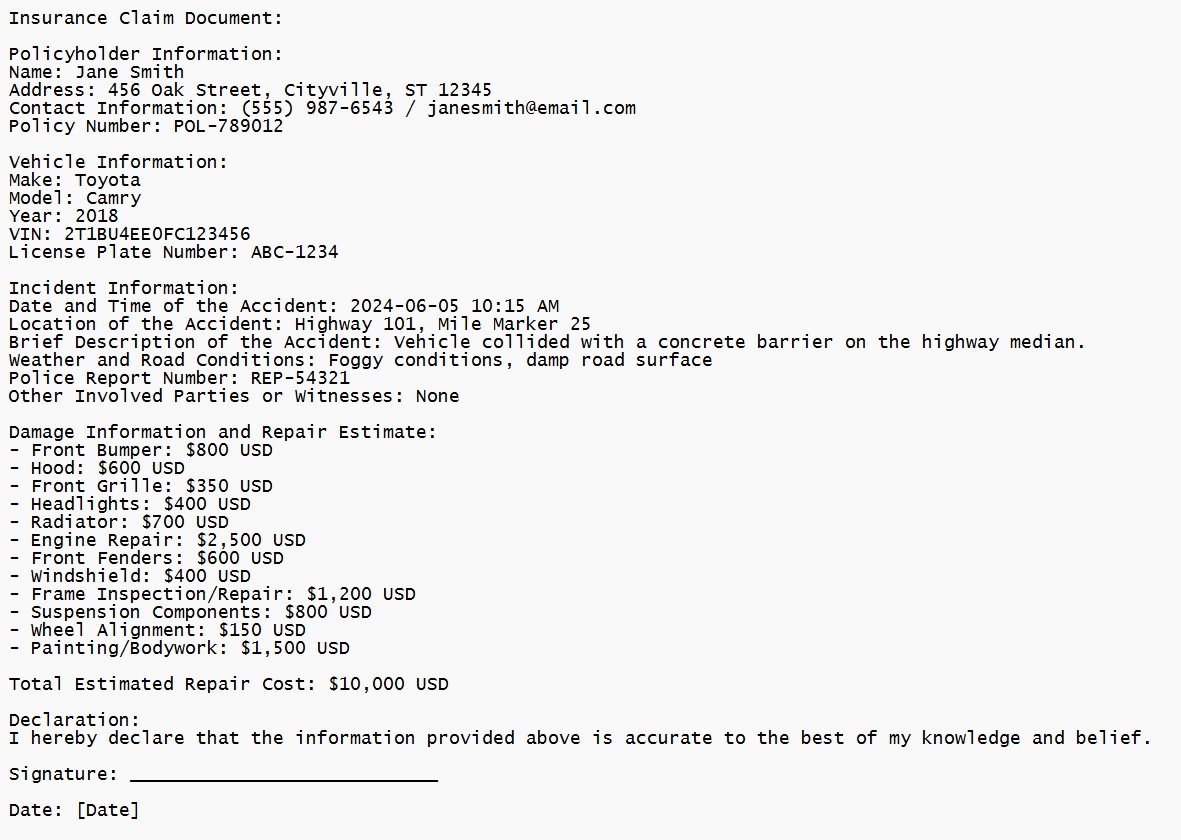 Insurance Claim Document:
Policyholder Information:
Name: Jane Smith
Address: 456 Oak Street, Cityville, ST 12345
Contact Information: (555) 987-6543 / janesmith@email.com
Policy Number: POL-789012
Vehicle Information:
Make: Toyota
Model: Camry
Year: 2018
VIN: 2T1BU4EE0FC123456
License Plate Number: ABC-1234
Incident Information:
Date and Time of the Accident: 2024-06-05 10:15 AM
Location of the Accident: Highway 101, Mile Marker 25
Brief Description of the Accident: Vehicle collided with a concrete barrier on the highway median.
Weather and Road Conditions: Foggy conditions, damp road surface
Police Report Number: REP-54321
Other Involved Parties or Witnesses: None
Damage Information and Repair Estimate:
- Front Bumper: $800 USD
- Hood: $600 USD
- Front Grille: $350 USD
- Headlights: $400 USD
- Radiator: $700 USD
- Engine Repair: $2,500 USD
- Front Fenders: $600 USD
- Windshield: $400 USD
- Frame Inspection/Repair: $1,200 USD
- Suspension Components: $800 USD
- Wheel Alignment: $150 USD
- Painting/Bodywork: $1,500 USD
Total Estimated Repair Cost: $10,000 USD
Declaration:
I hereby declare that the information provided above is accurate to the best of my knowledge and belief.
Signature: ____________________________
Date: [Date]